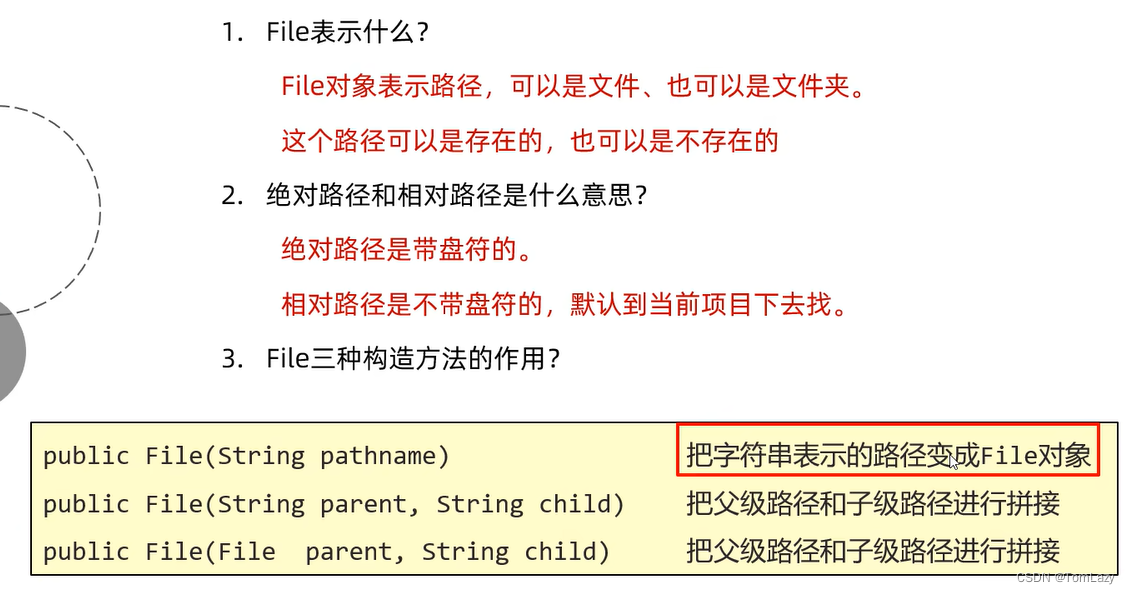 1. File表示什么？
File对象表示路径，可以是文件、也可以是文件夹。
这个路径可以是存在的，也可以是不存在的
2. 绝对路径和相对路径是什么意思？
绝对路径是带盘符的。
相对路径是不带盘符的，默认到当前项目下去找。
3. File三种构造方法的作用？
public File(String pathname) 把字符串表示的路径变成File对象
public File(String parent, String child) 把父级路径和子级路径进行拼接
public File(File  parent, String child) 把父级路径和子级路径进行拼接
CSDN @TomLazy